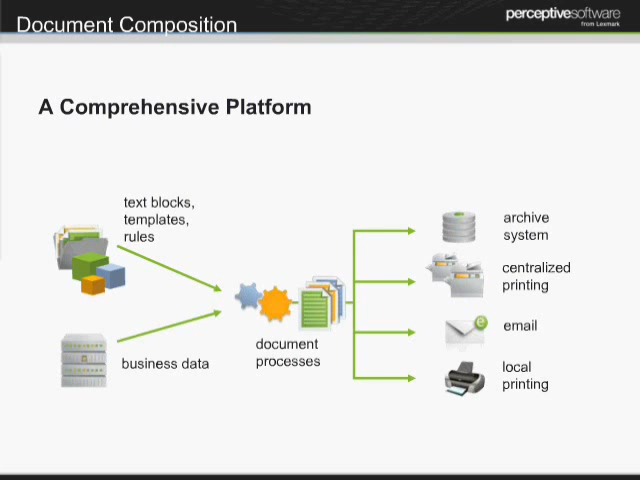 Document Composition
perceptivesoftware
from Lexmark
A Comprehensive Platform
text blocks,
templates,
rules
business data
document
processes
archive
system
centralized
printing
email
local
printing